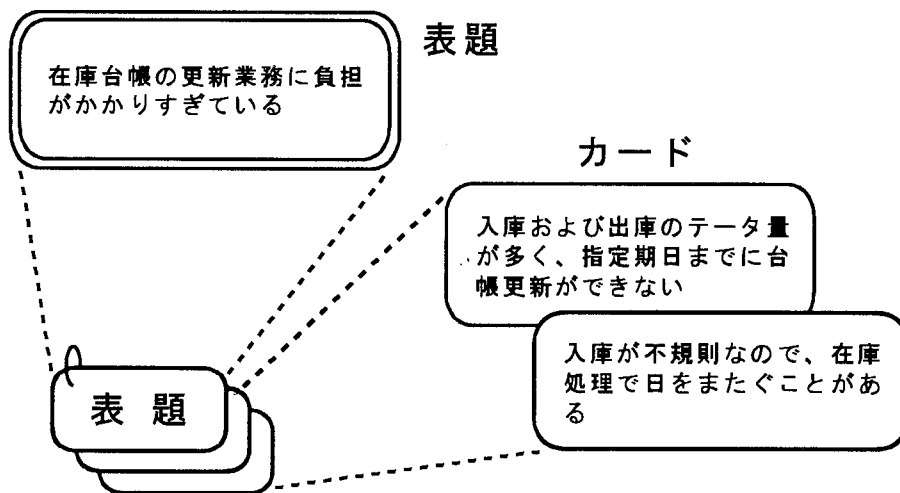 表題
在庫台帳の更新業務に負担
がかかりすぎている
カード
入庫および出庫のテータ量
が多く、指定期日までに台
帳更新ができない
入庫が不規則なので、在庫
処理で日をまたぐことがあ
る
表 題